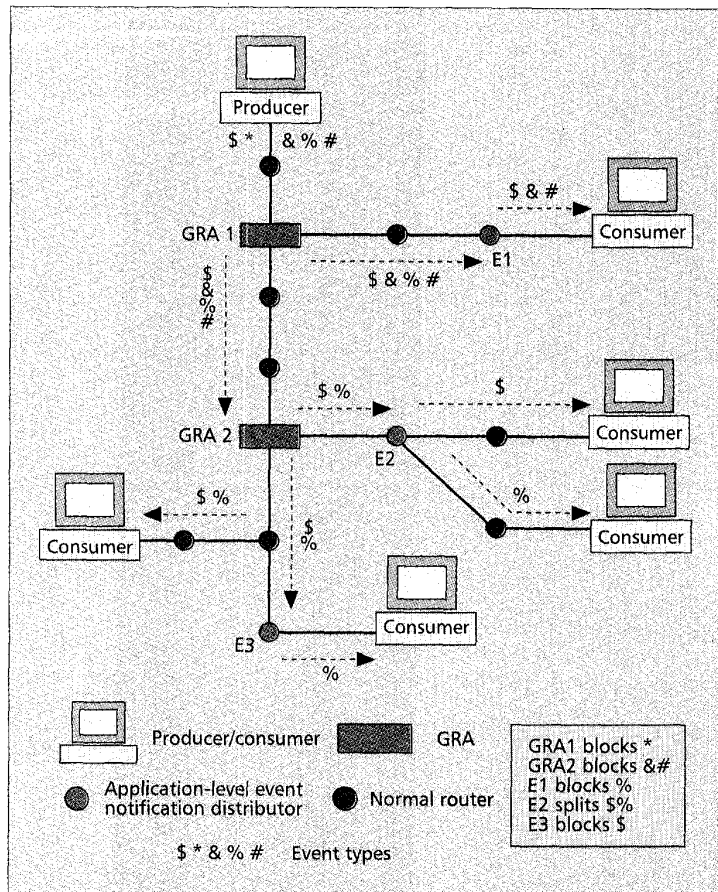 Producer
$ * & % #
$ & #
Consumer
GRA 1
E1
$ & % #
$ & % #
$ %
$
Consumer
GRA 2
E2
$ %
%
Consumer
$ %
Consumer
Consumer
E3
%
Producer/consumer
GRA
Application-level event
notification distributor
Normal router
$ * & % # Event types
GRA1 blocks *
GRA2 blocks &#
E1 blocks %
E2 splits $%
E3 blocks $